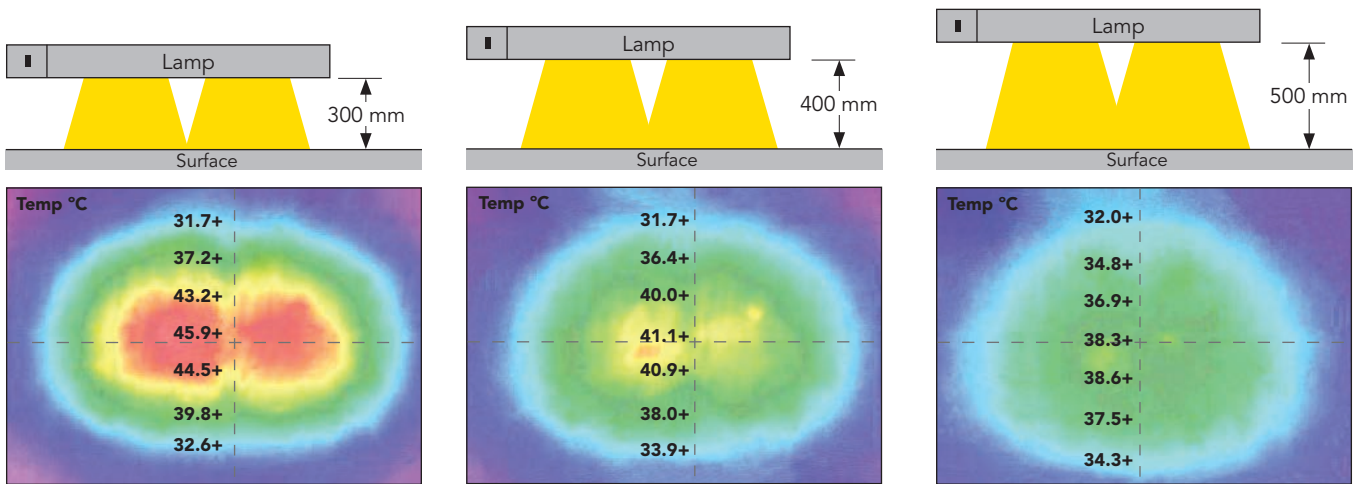 Lamp
300 mm
Surface
Temp ºC
31.7+
37.2+
43.2+
45.9+
44.5+
39.8+
32.6+
Lamp
400 mm
Surface
Temp ºC
31.7+
36.4+
40.0+
41.1+
40.9+
38.0+
33.9+
Lamp
500 mm
Surface
Temp ºC
32.0+
34.8+
36.9+
38.3+
38.6+
37.5+
34.3+